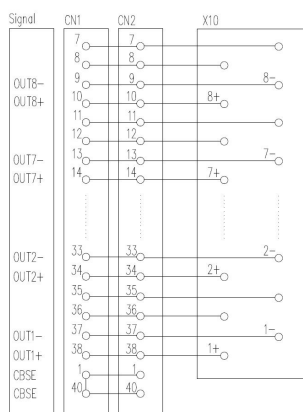 Signal CN1 CN2 X10
7 7
8 8
OUT8- 9 9 8-
OUT8+ 10 10 8+
11 11
12 12
OUT7- 13 13 7-
OUT7+ 14 14 7+
OUT2- 33 33 2-
OUT2+ 34 34 2+
35 35
36 36
OUT1- 37 37 1-
OUT1+ 38 38 1+
CBSE 1 1
CBSE 40 40